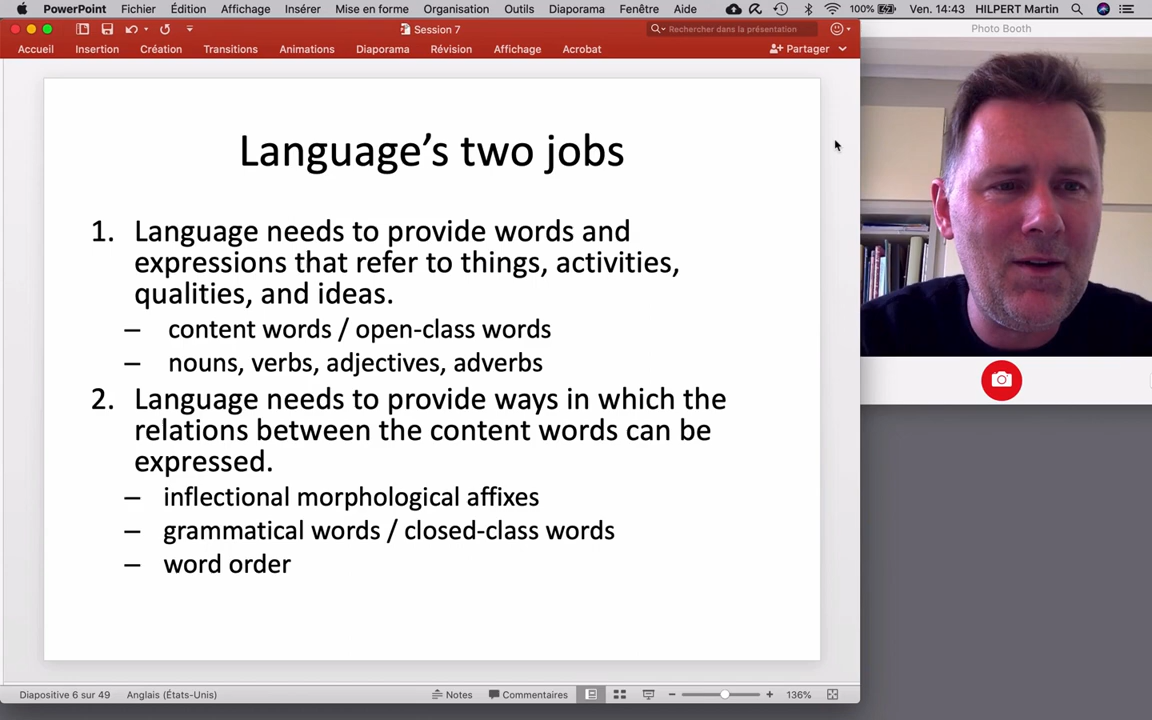 PowerPoint Fichier Édition Affichage Insérer Mise en forme Organisation Outils Diaporama Fenêtre Aide 100% Ven. 14:43 HILPERT Martin
Session 7
Rechercher dans la présentation
Photo Booth
Accueil Insertion Création Transitions Animations Diaporama Révision Affichage Acrobat Partager
Language’s two jobs
1. Language needs to provide words and
expressions that refer to things, activities,
qualities, and ideas.
– content words / open-class words
– nouns, verbs, adjectives, adverbs
2. Language needs to provide ways in which the
relations between the content words can be
expressed.
– inflectional morphological affixes
– grammatical words / closed-class words
– word order
Diapositive 6 sur 49 Anglais (États-Unis) Notes Commentaires 136%